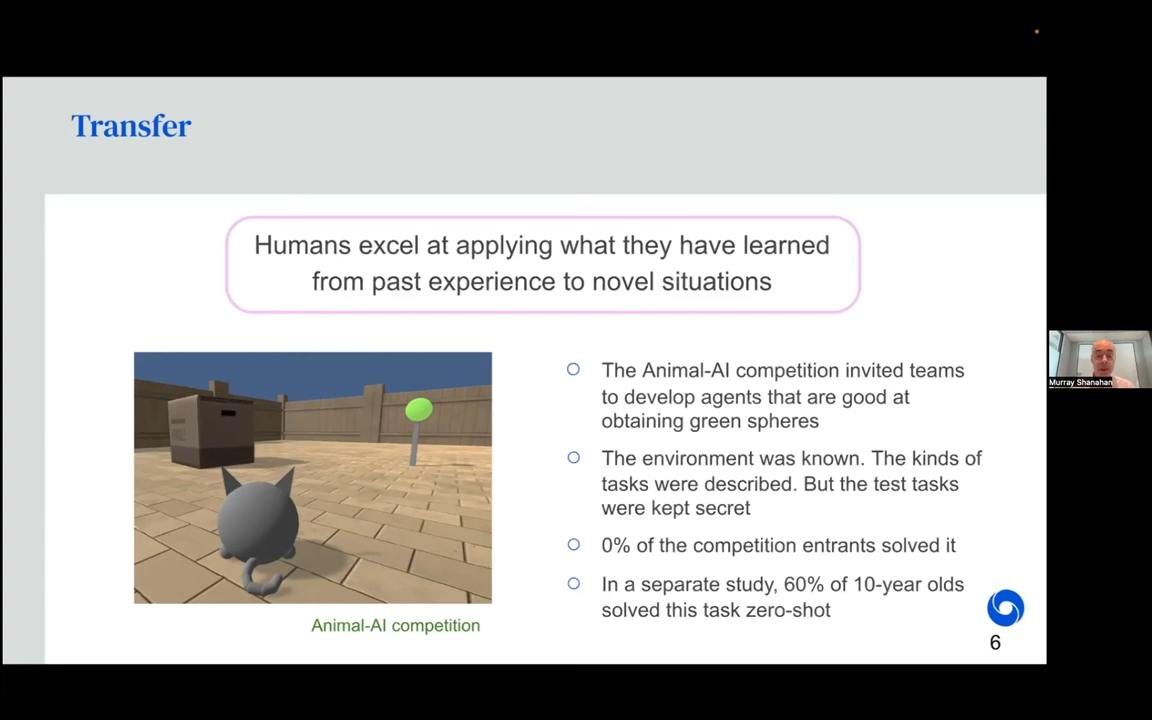 Transfer
Humans excel at applying what they have learned
from past experience to novel situations
The Animal-AI competition invited teams
to develop agents that are good at
obtaining green spheres
The environment was known. The kinds of
tasks were described. But the test tasks
were kept secret
0% of the competition entrants solved it
In a separate study, 60% of 10-year olds
solved this task zero-shot
Animal-AI competition
6
Murray Shanahan